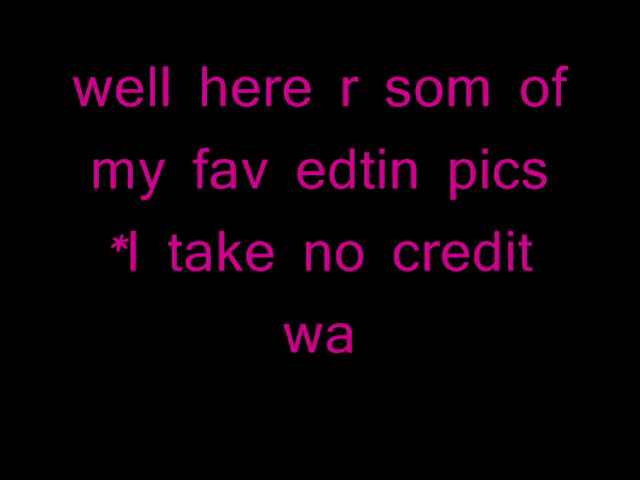 well here r som of
my fav edtin pics
*I take no credit
wa